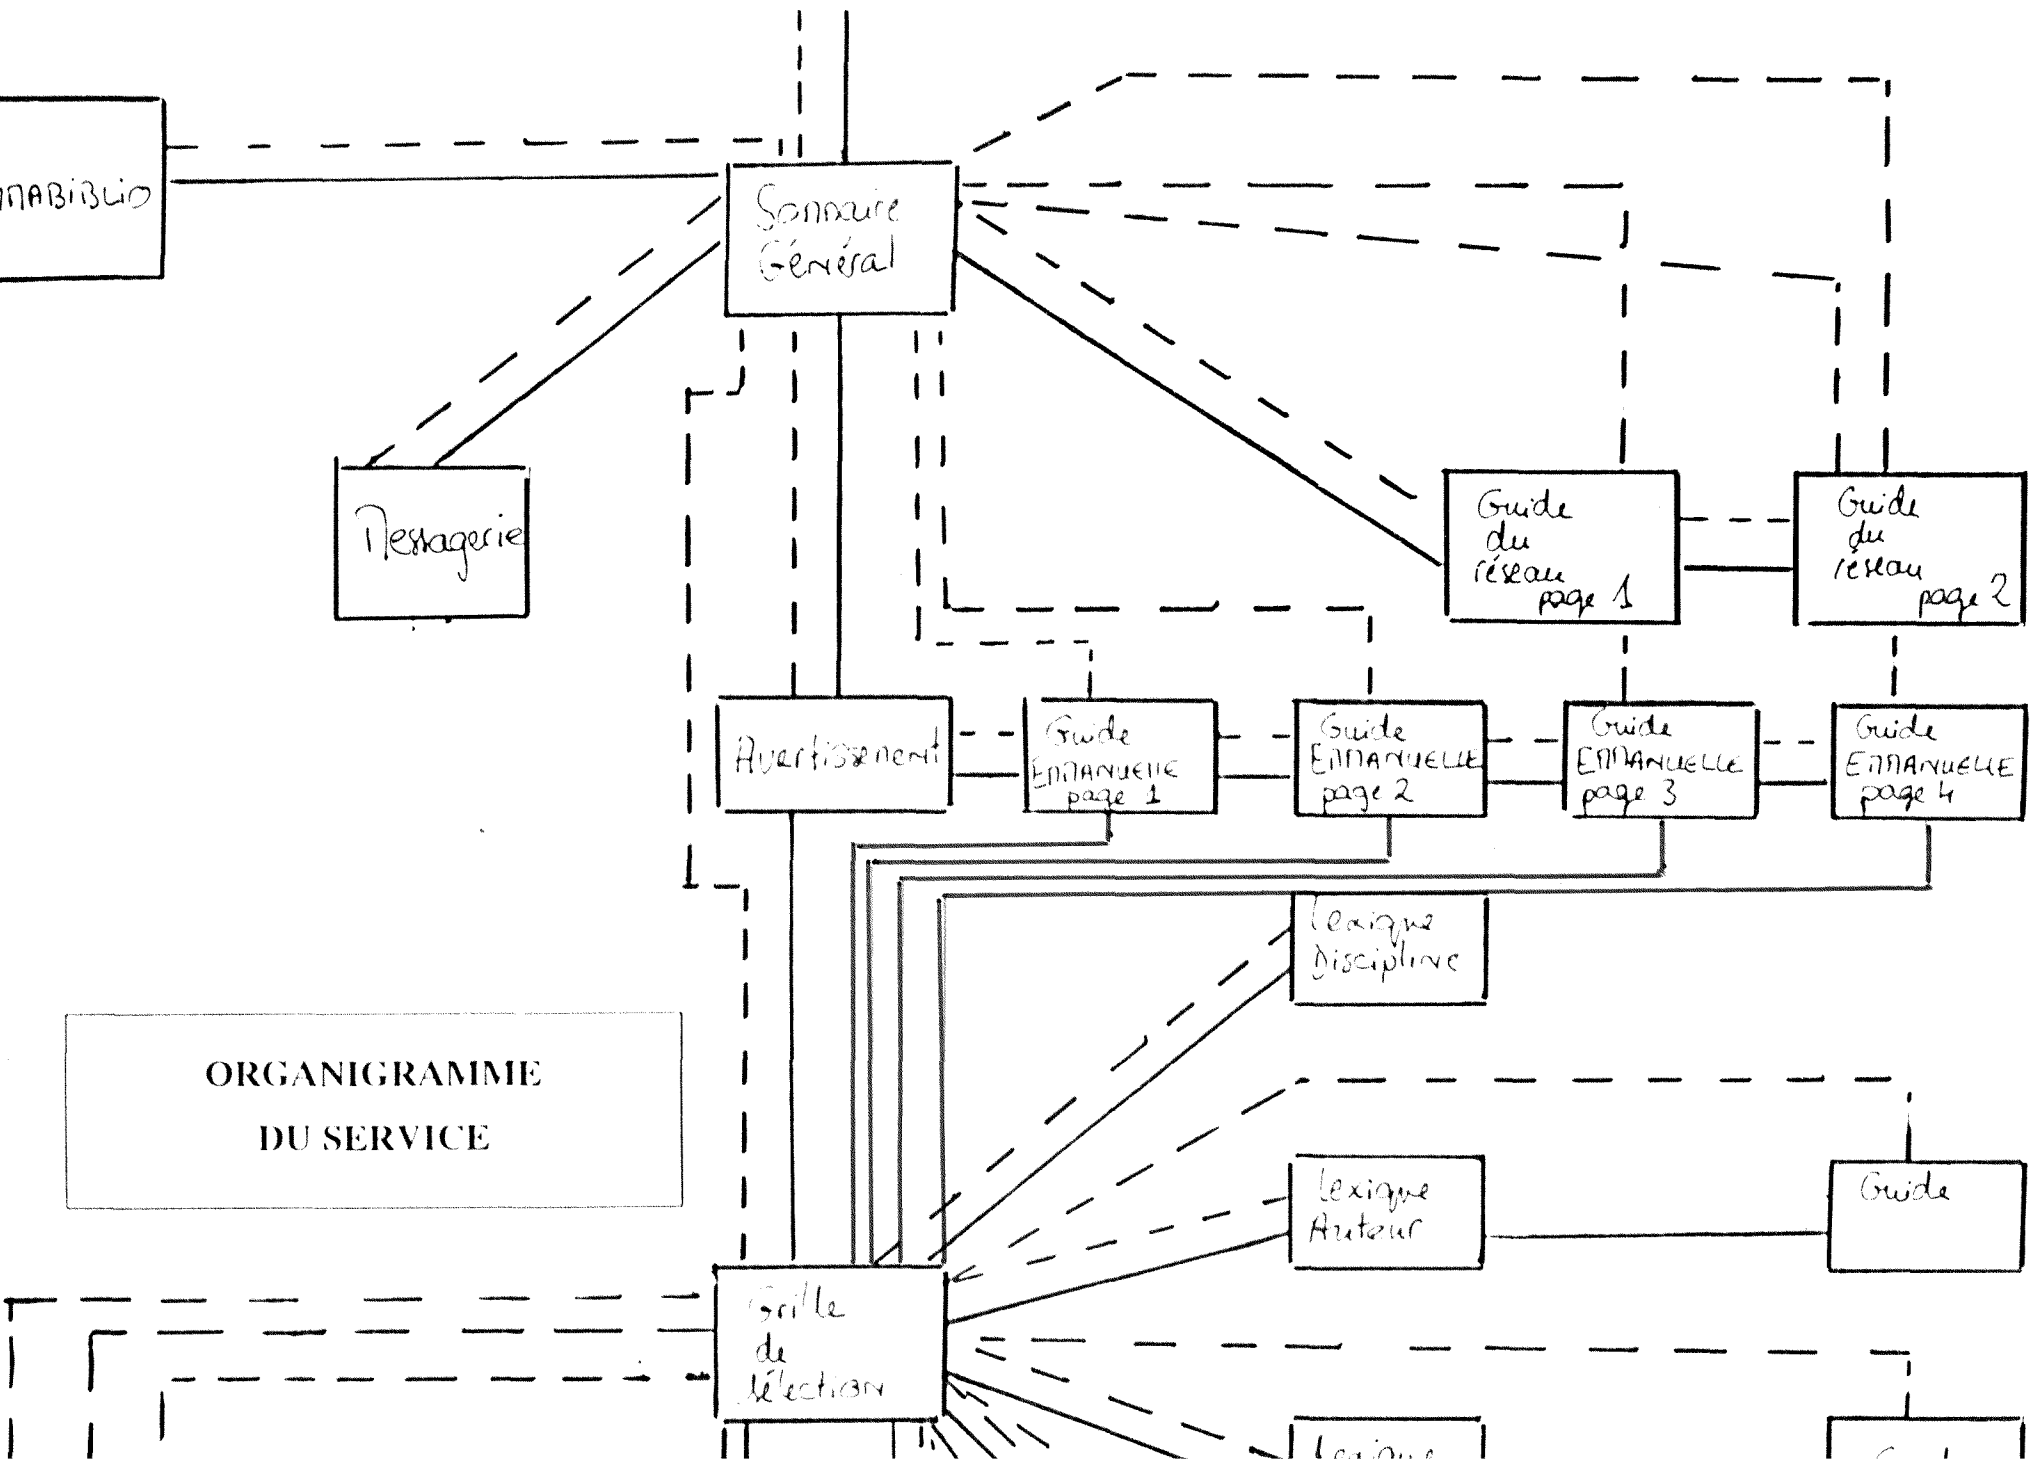 Sommaire
Général
Messagerie
Guide
du
réseau
page 1
Guide
du
réseau
page 2
Avertissement
Guide
EMMANUELLE
page 1
Guide
EMMANUELLE
page 2
Guide
EMMANUELLE
page 3
Guide
EMMANUELLE
page 4
Lexique
Discipline
ORGANIGRAMME
DU SERVICE
Lexique
Auteur
Guide
Grille
de
sélection
Lexique